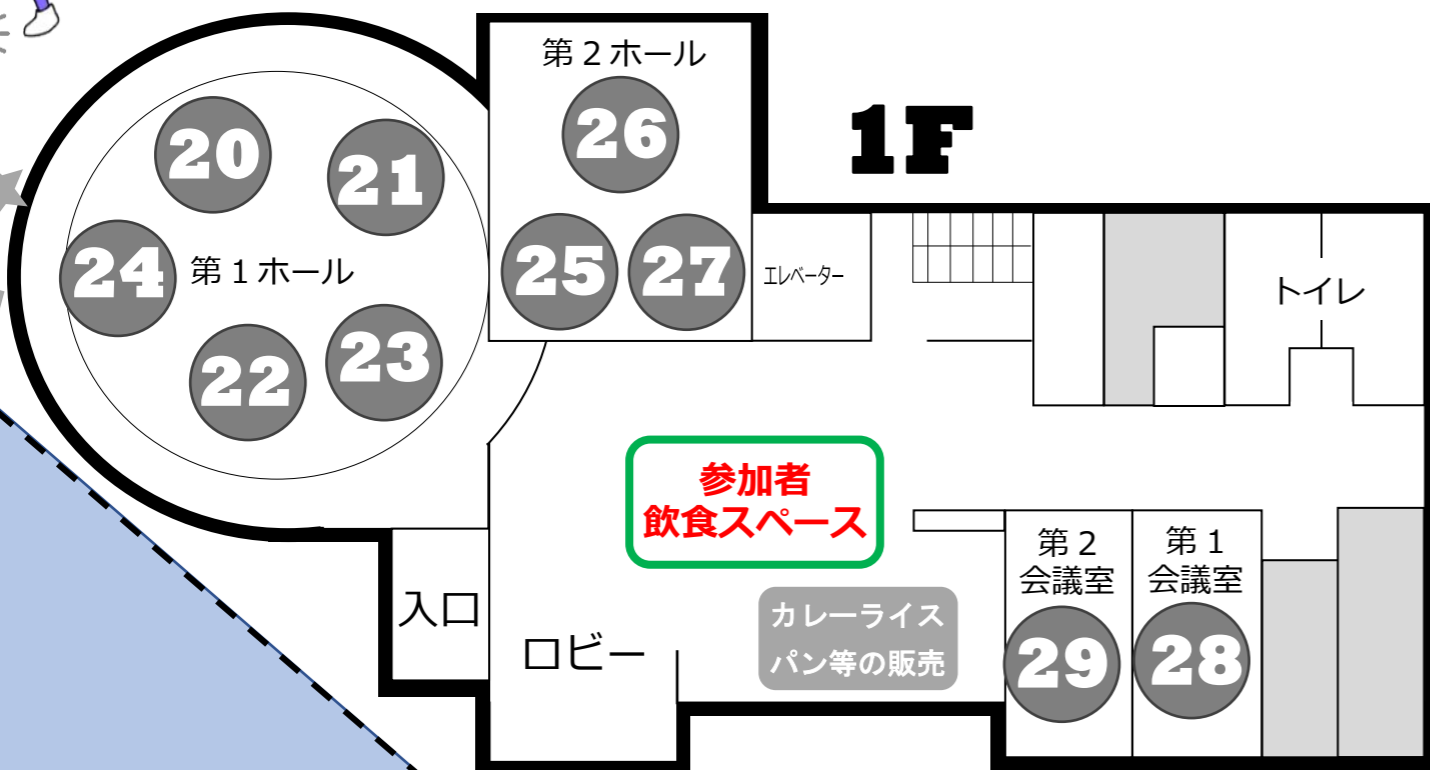 第２ホール
26
1F
20
21
24
第１ホール
25
27
エレベーター
トイレ
22
23
参加者
飲食スペース
第２
会議室
第１
会議室
入口
ロビー
カレーライス
パン等の販売
29
28